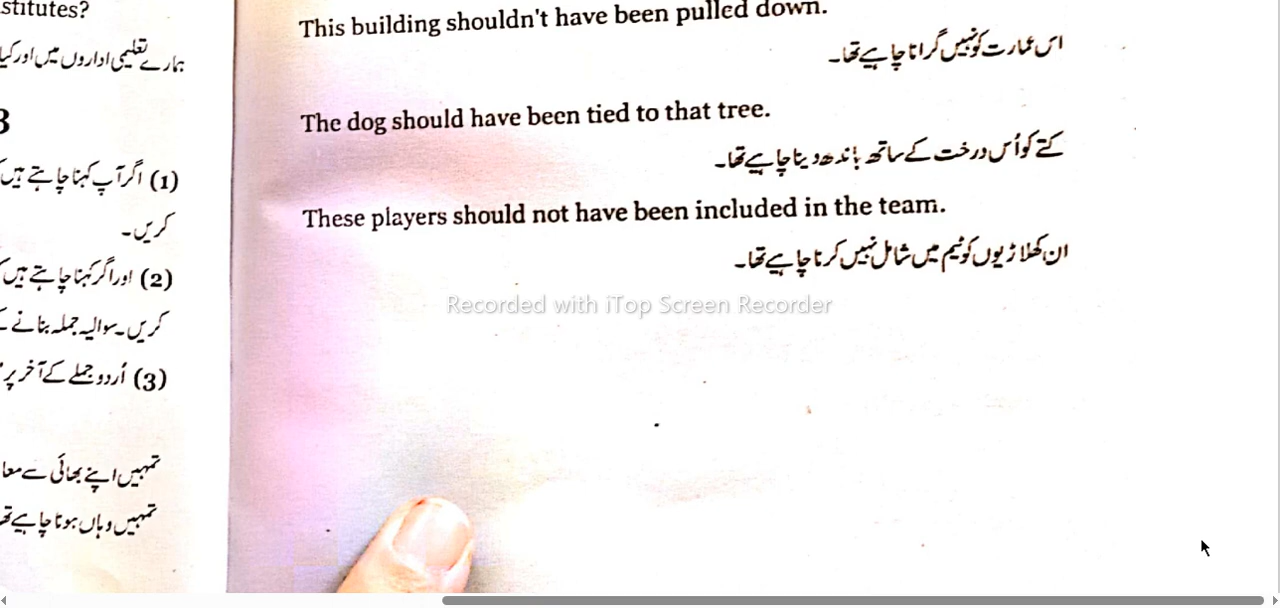 stitutes?
ہمارے تعلیمی اداروں میں اور کیا
3
(1) اگر آپ کہنا چاہتے ہیں
کریں۔
(2) اور اگر کہنا چاہتے ہیں
کریں۔ سوالیہ جملہ بنانے
(3) اُردو جملے کے آخر پر
تمہیں اپنے بھائی سے معا
تمہیں وہاں ہونا چاہیے تھا
This building shouldn't have been pulled down.
اس عمارت کو نہیں گرانا چاہیے تھا۔
The dog should have been tied to that tree.
کتے کو اُس درخت کے ساتھ باندھ دینا چاہیے تھا۔
These players should not have been included in the team.
ان کھلاڑیوں کو ٹیم میں شامل نہیں کرنا چاہیے تھا۔
Recorded with iTop Screen Recorder